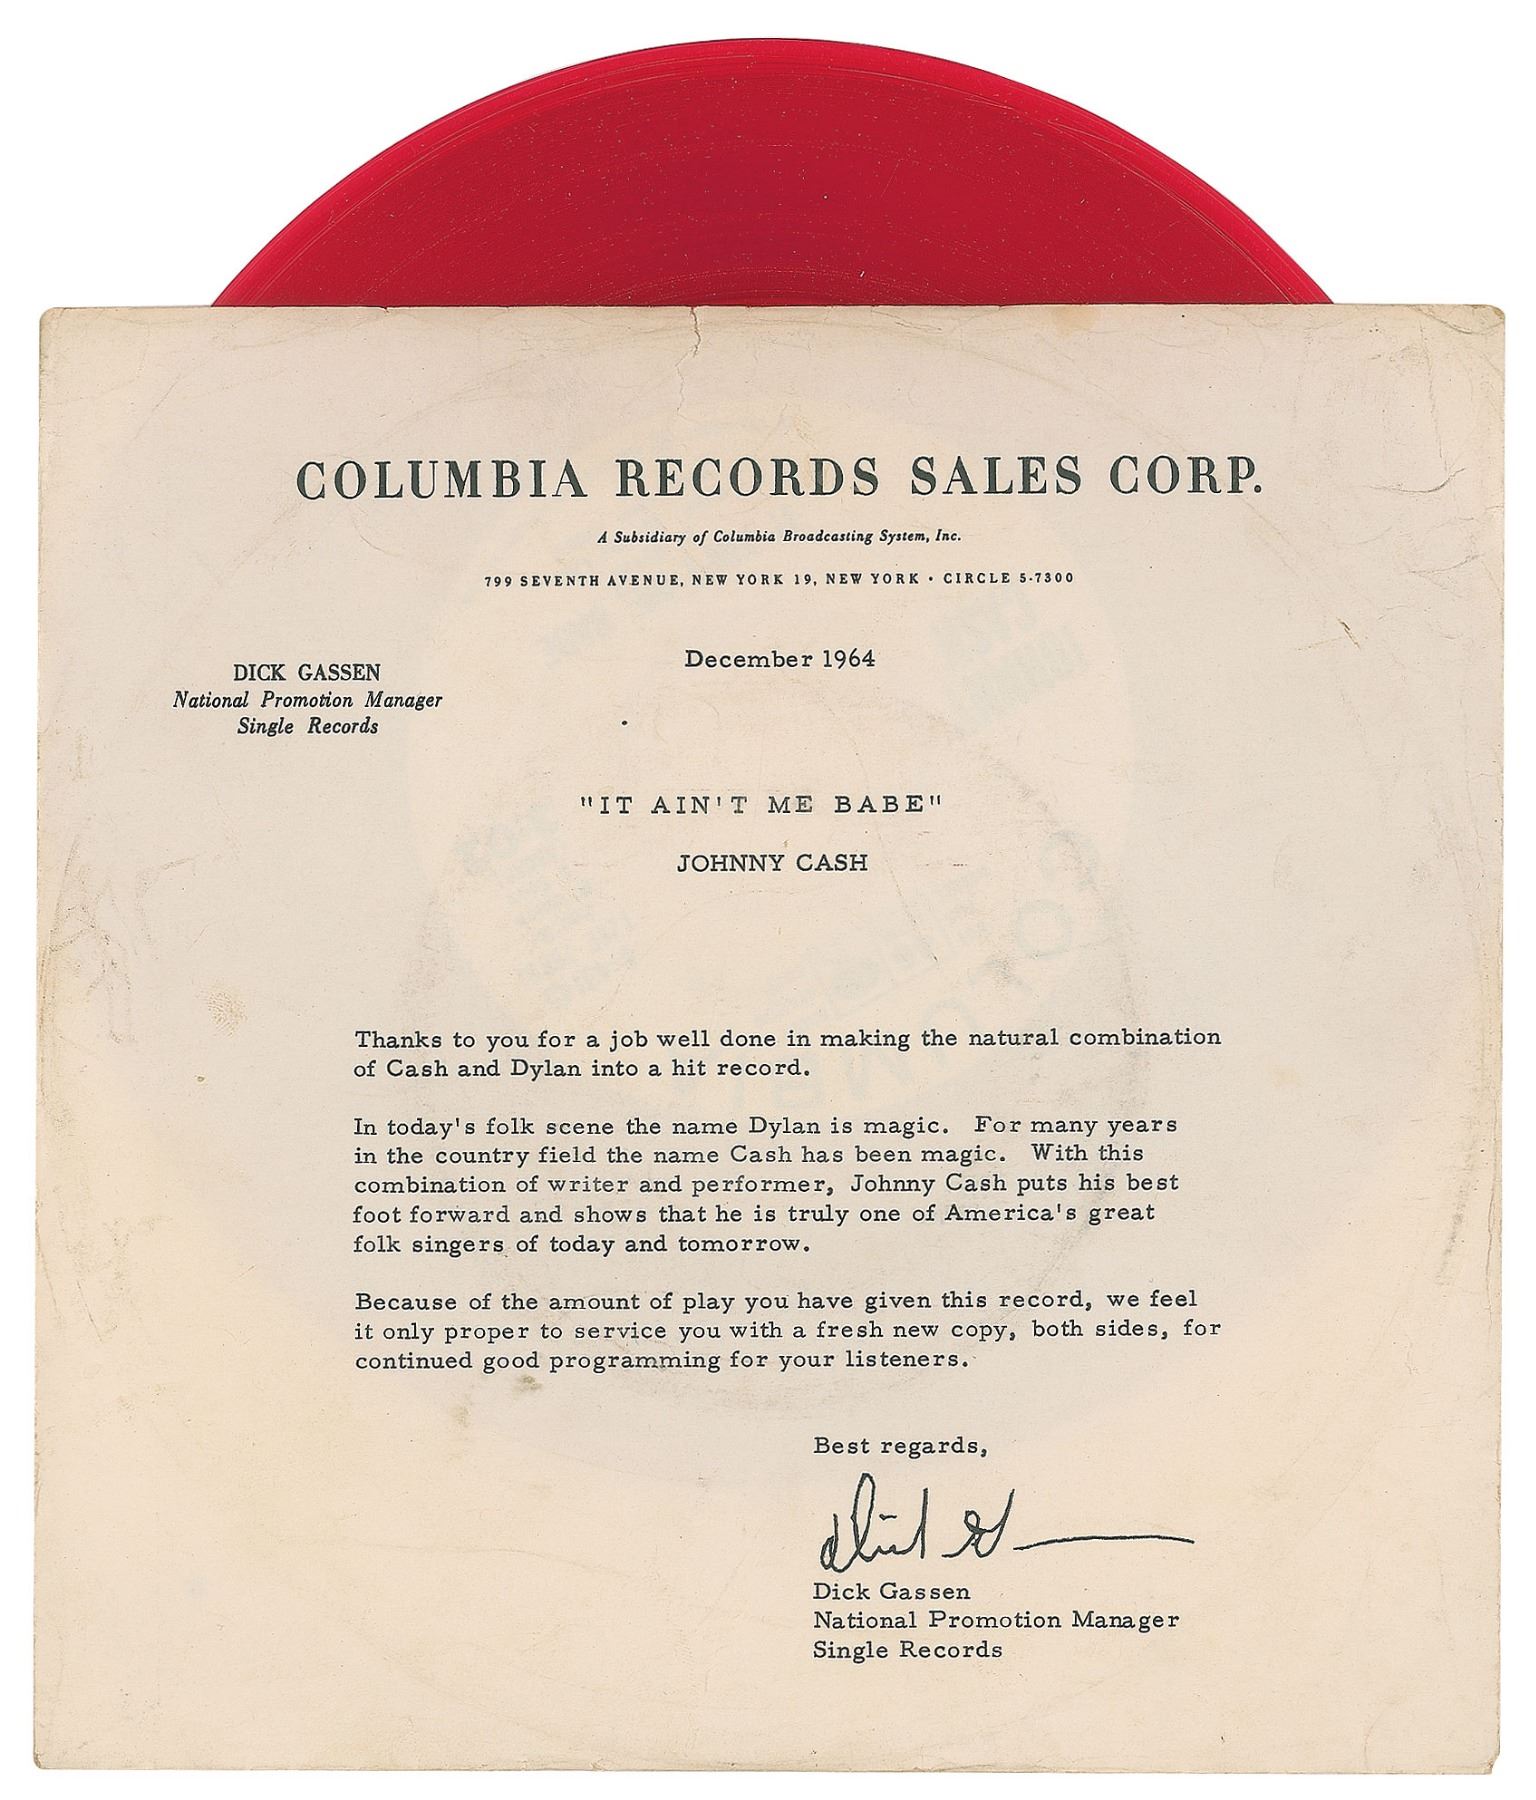 COLUMBIA RECORDS SALES CORP.
A Subsidiary of Columbia Broadcasting System, Inc.
799 SEVENTH AVENUE, NEW YORK 19, NEW YORK • CIRCLE 5-7300
DICK GASSEN
National Promotion Manager
Single Records
December 1964
"IT AIN'T ME BABE"
JOHNNY CASH
Thanks to you for a job well done in making the natural combination
of Cash and Dylan into a hit record.
In today's folk scene the name Dylan is magic. For many years
in the country field the name Cash has been magic. With this
combination of writer and performer, Johnny Cash puts his best
foot forward and shows that he is truly one of America's great
folk singers of today and tomorrow.
Because of the amount of play you have given this record, we feel
it only proper to service you with a fresh new copy, both sides, for
continued good programming for your listeners.
Best regards,
Dick Gassen
National Promotion Manager
Single Records